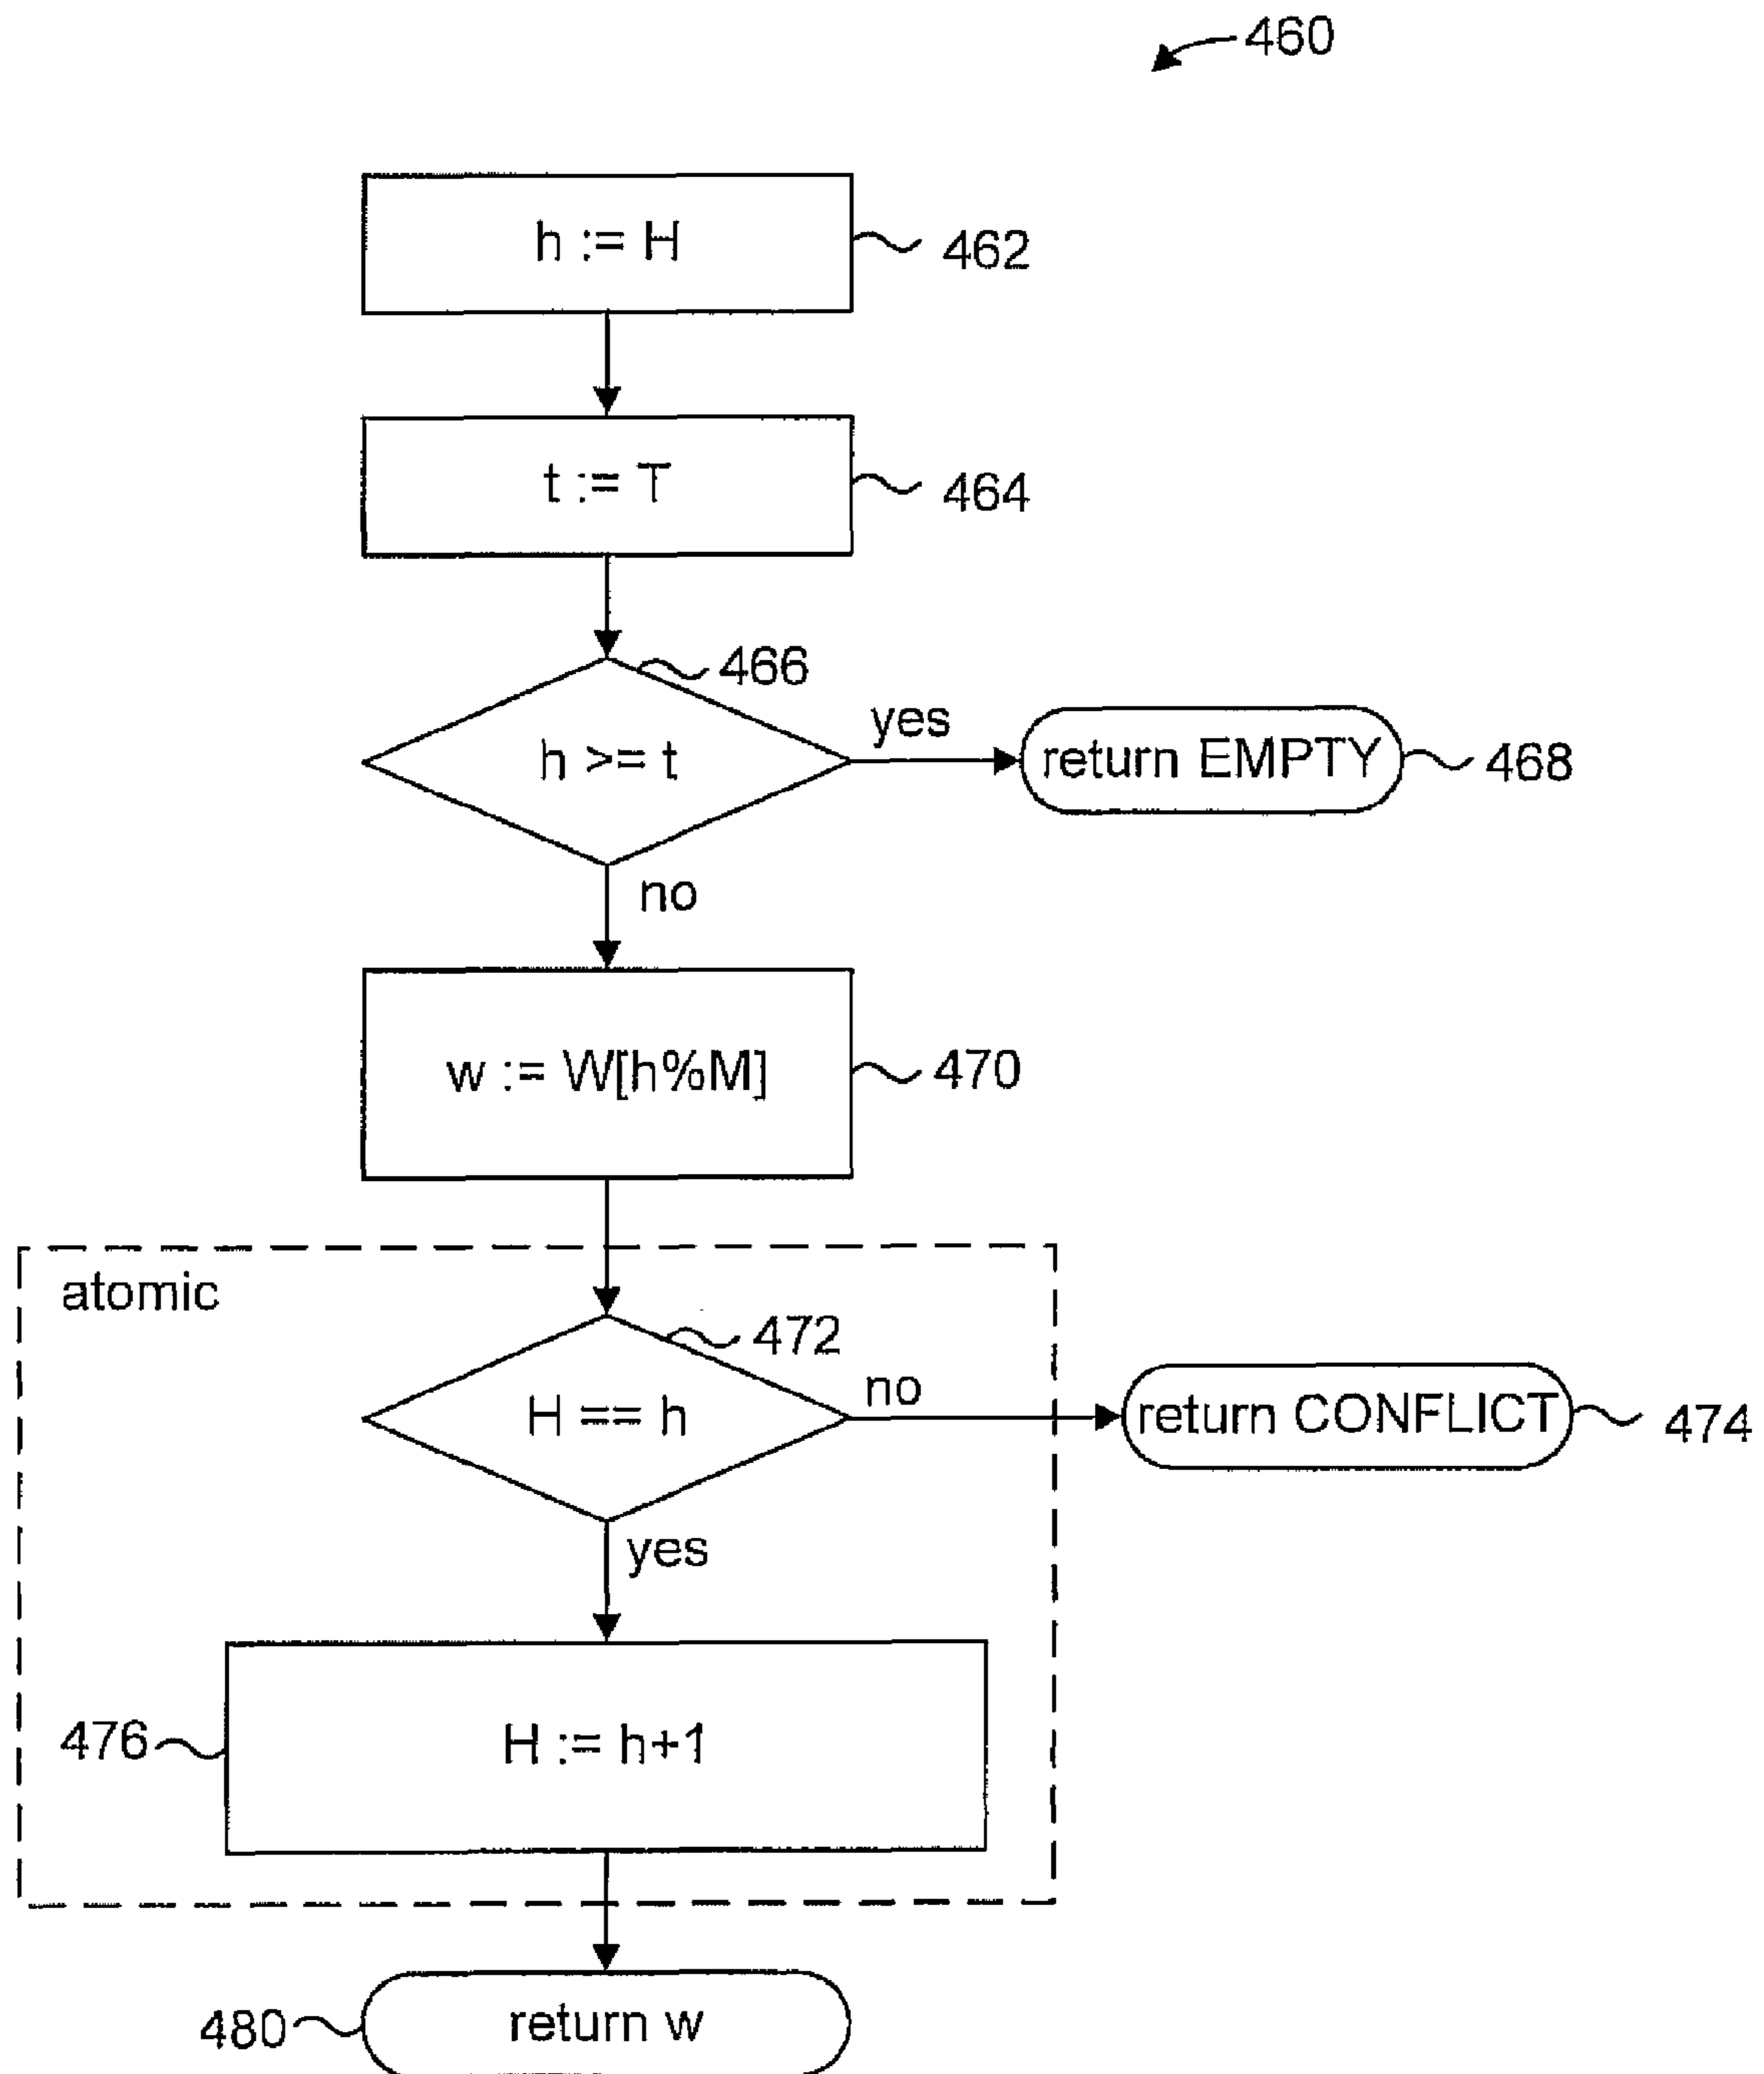 460
h := H
462
t := T
464
466
h >= t
yes
return EMPTY
468
no
w := W[h%M]
470
atomic
472
H == h
no
return CONFLICT
474
yes
476
H := h+1
480
return w